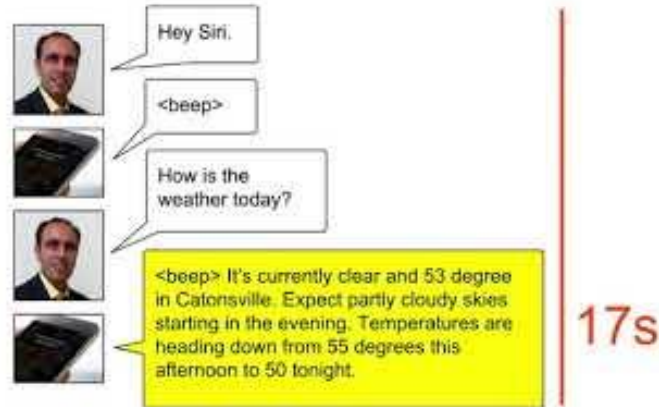 Hey Siri.
<beep>
How is the
weather today?
<beep> It's currently clear and 53 degree
in Catonsville. Expect partly cloudy skies
starting in the evening. Temperatures are
heading down from 55 degrees this
afternoon to 50 tonight.
17s